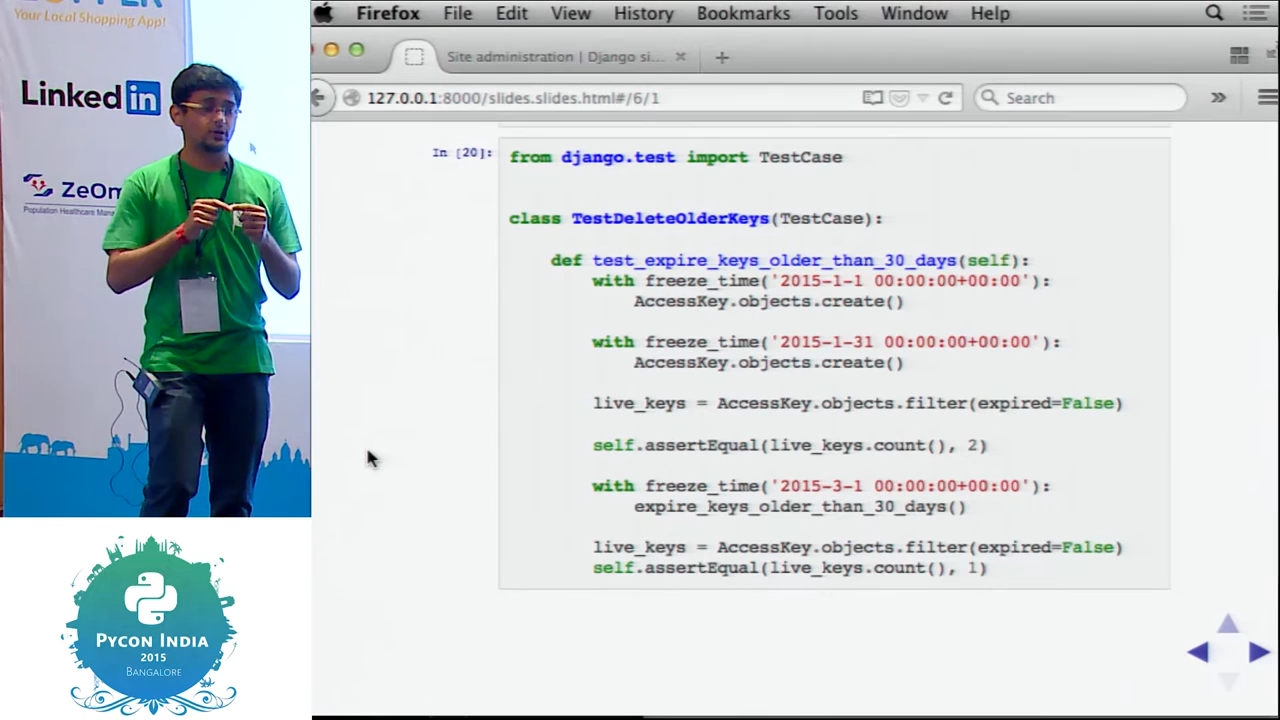 Your Local Shopping App!
Linked in
ZeOm
Population Healthcare Mana
PYCON INDIA
2015
BANGALORE
Firefox File Edit View History Bookmarks Tools Window Help
Site administration | Django si...
127.0.0.1:8000/slides.slides.html#/6/1
Search
In [20]:
from django.test import TestCase
class TestDeleteOlderKeys(TestCase):
def test_expire_keys_older_than_30_days(self):
with freeze_time('2015-1-1 00:00:00+00:00'):
AccessKey.objects.create()
with freeze_time('2015-1-31 00:00:00+00:00'):
AccessKey.objects.create()
live_keys = AccessKey.objects.filter(expired=False)
self.assertEqual(live_keys.count(), 2)
with freeze_time('2015-3-1 00:00:00+00:00'):
expire_keys_older_than_30_days()
live_keys = AccessKey.objects.filter(expired=False)
self.assertEqual(live_keys.count(), 1)